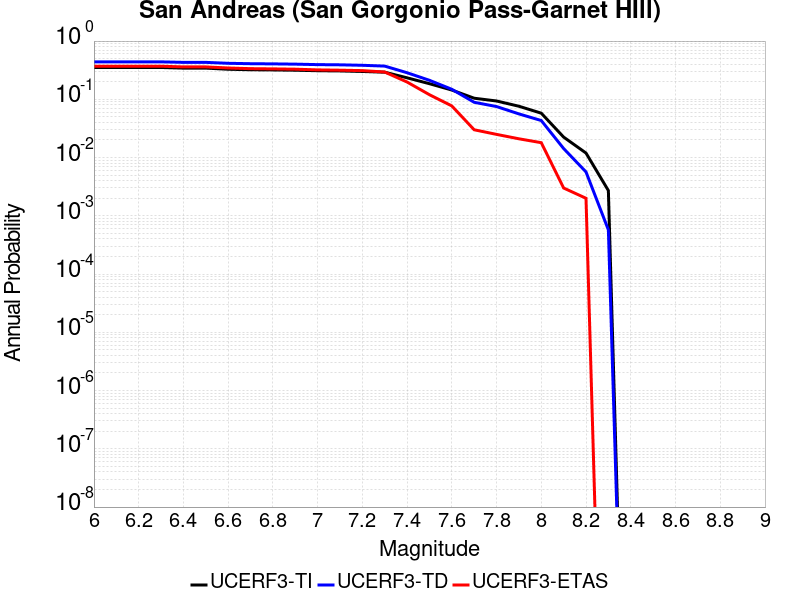 San Andreas (San Gorgonio Pass-Garnet HIll)
10^0
10^-1
10^-2
10^-3
10^-4
10^-5
10^-6
10^-7
10^-8
Annual Probability
6 6.2 6.4 6.6 6.8 7 7.2 7.4 7.6 7.8 8 8.2 8.4 8.6 8.8 9
Magnitude
UCERF3-TI UCERF3-TD UCERF3-ETAS